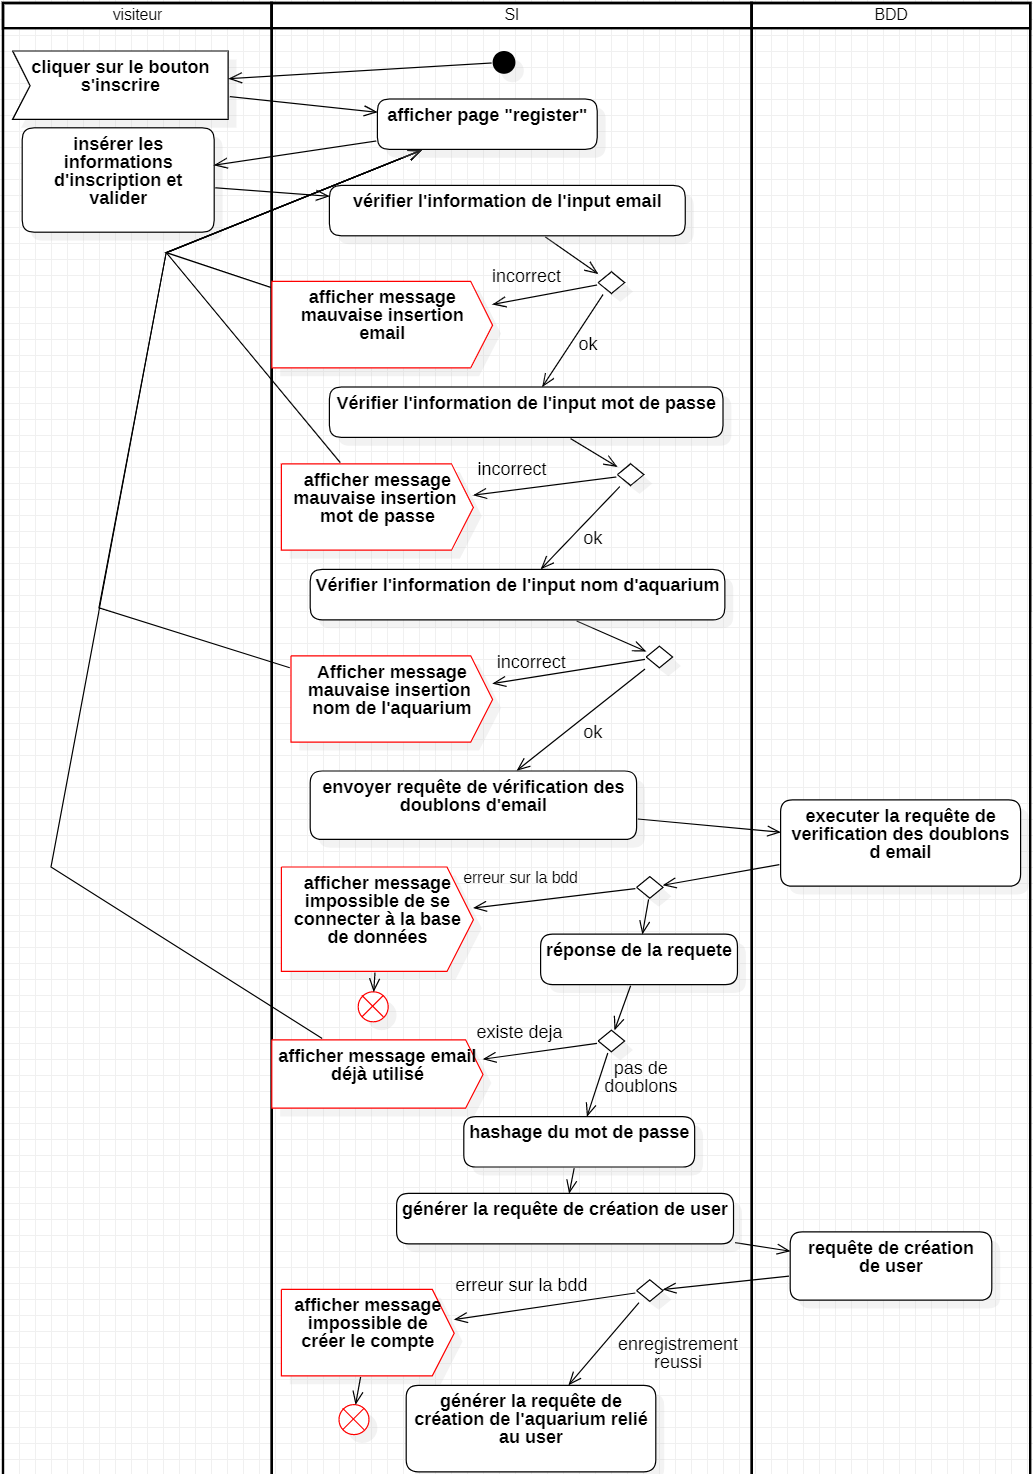 visiteur
SI
BDD
cliquer sur le bouton
s'inscrire
afficher page "register"
insérer les
informations
d'inscription et
valider
vérifier l'information de l'input email
incorrect
afficher message
mauvaise insertion
email
ok
Vérifier l'information de l'input mot de passe
incorrect
afficher message
mauvaise insertion
mot de passe
ok
Vérifier l'information de l'input nom d'aquarium
incorrect
Afficher message
mauvaise insertion
nom de l'aquarium
ok
envoyer requête de vérification des
doublons d'email
executer la requête de
verification des doublons
d email
erreur sur la bdd
afficher message
impossible de se
connecter à la base
de données
réponse de la requete
existe deja
afficher message email
déjà utilisé
pas de
doublons
hashage du mot de passe
générer la requête de création de user
requête de création
de user
erreur sur la bdd
afficher message
impossible de
créer le compte
enregistrement
reussi
générer la requête de
création de l'aquarium relié
au user